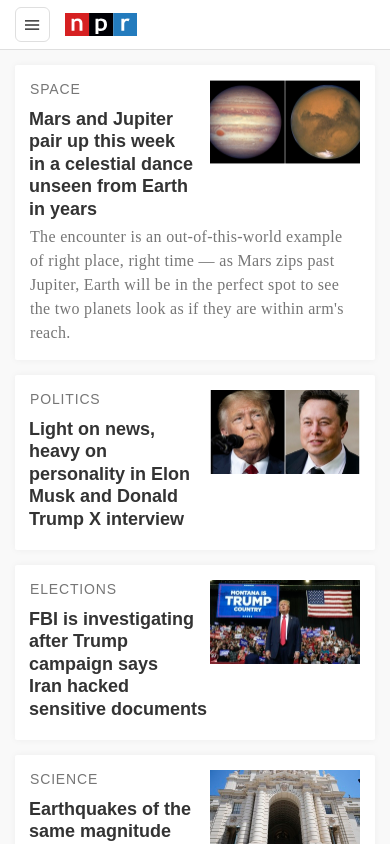 npr
SPACE
Mars and Jupiter
pair up this week
in a celestial dance
unseen from Earth
in years
The encounter is an out-of-this-world example
of right place, right time — as Mars zips past
Jupiter, Earth will be in the perfect spot to see
the two planets look as if they are within arm's
reach.
POLITICS
Light on news,
heavy on
personality in Elon
Musk and Donald
Trump X interview
ELECTIONS
FBI is investigating
after Trump
campaign says
Iran hacked
sensitive documents
MONTANA IS
TRUMP
COUNTRY
SCIENCE
Earthquakes of the
same magnitude